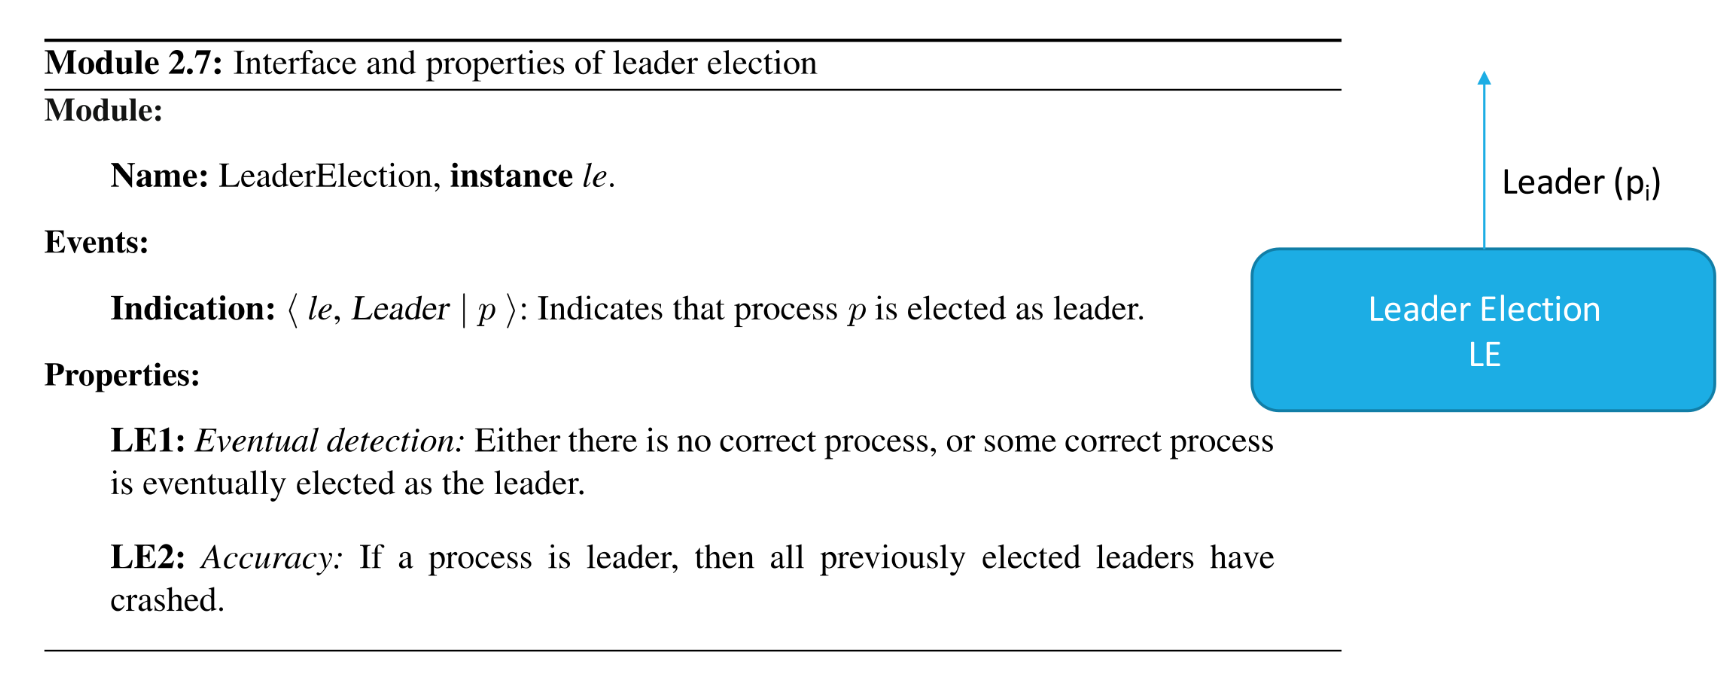 Module 2.7: Interface and properties of leader election
Module:
Name: LeaderElection, instance le.
Events:
Indication: ⟨ le, Leader | p ⟩: Indicates that process p is elected as leader.
Properties:
LE1: Eventual detection: Either there is no correct process, or some correct process
is eventually elected as the leader.
LE2: Accuracy: If a process is leader, then all previously elected leaders have
crashed.
Leader (pi)
Leader Election
LE